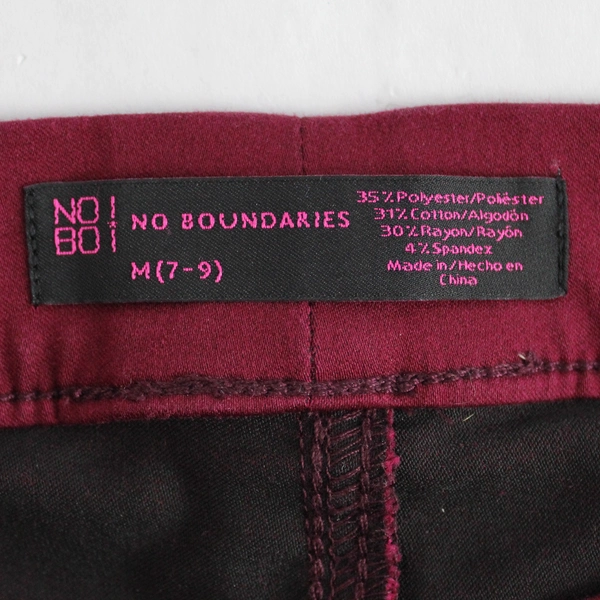 NO
BO
NO BOUNDARIES
M(7-9)
35% Polyester/Poliéster
31% Cotton/Algodón
30% Rayon/Rayón
4% Spandex
Made in/Hecho en
China